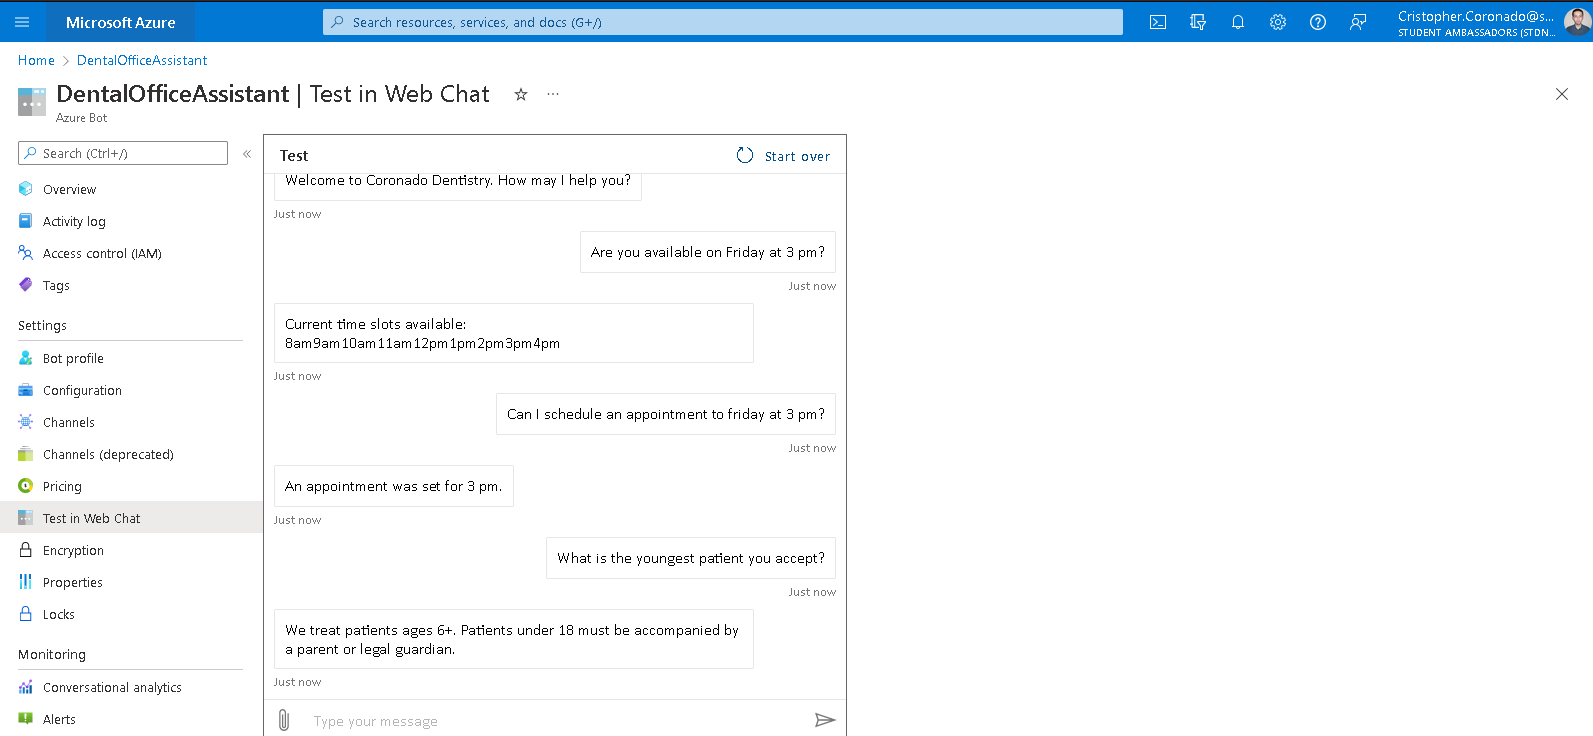 Microsoft Azure
Search resources, services, and docs (G+/)
Cristopher.Coronado@s...
STUDENT AMBASSADORS (STDN...
Home > DentalOfficeAssistant
DentalOfficeAssistant | Test in Web Chat
...
Azure Bot
Search (Ctrl+/)
«
Overview
Activity log
Access control (IAM)
Tags
Settings
Bot profile
Configuration
Channels
Channels (deprecated)
Pricing
Test in Web Chat
Encryption
Properties
Locks
Monitoring
Conversational analytics
Alerts
Test
Start over
Welcome to Coronado Dentistry. How may I help you?
Just now
Are you available on Friday at 3 pm?
Just now
Current time slots available:
8am9am10am11am12pm1pm2pm3pm4pm
Just now
Can I schedule an appointment to friday at 3 pm?
Just now
An appointment was set for 3 pm.
Just now
What is the youngest patient you accept?
Just now
We treat patients ages 6+. Patients under 18 must be accompanied by
a parent or legal guardian.
Just now
Type your message